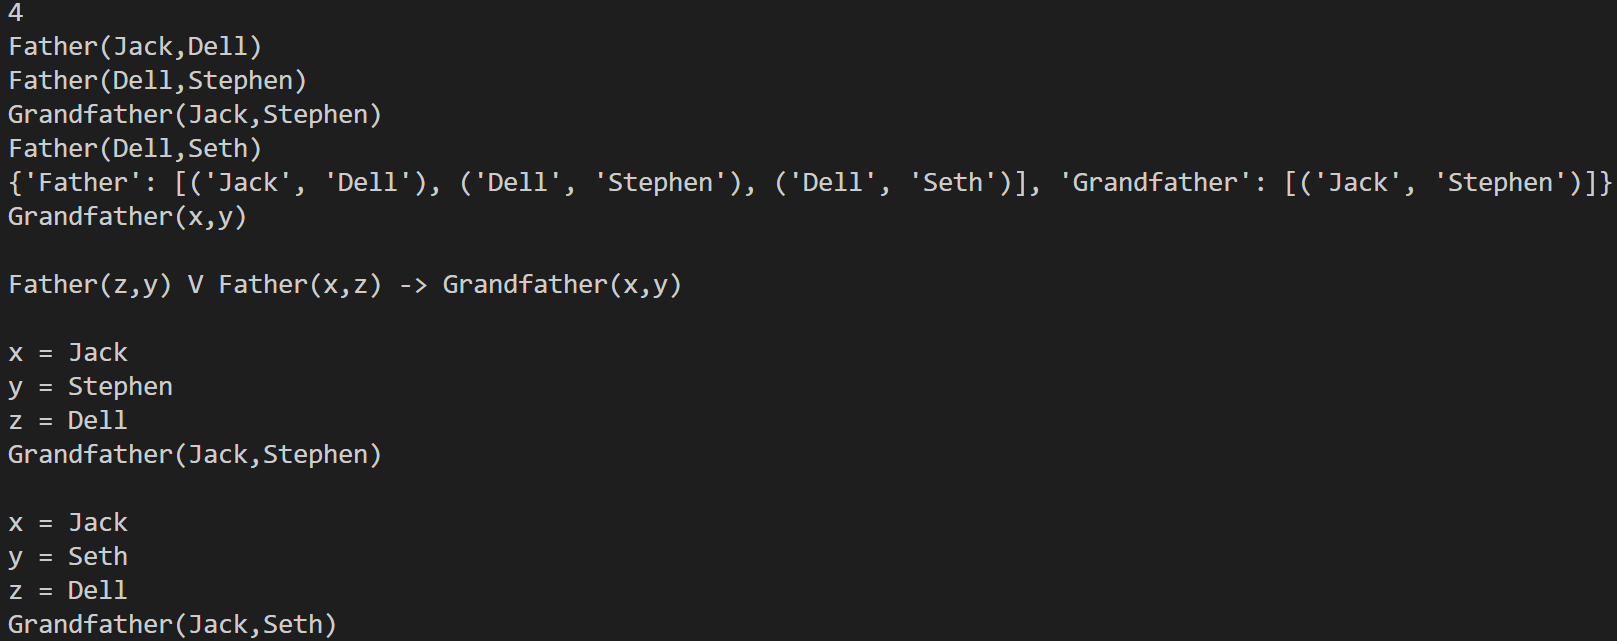 4
Father(Jack,Dell)
Father(Dell,Stephen)
Grandfather(Jack,Stephen)
Father(Dell,Seth)
{'Father': [('Jack', 'Dell'), ('Dell', 'Stephen'), ('Dell', 'Seth')], 'Grandfather': [('Jack', 'Stephen')]}
Grandfather(x,y)
Father(z,y) V Father(x,z) -> Grandfather(x,y)
x = Jack
y = Stephen
z = Dell
Grandfather(Jack,Stephen)
x = Jack
y = Seth
z = Dell
Grandfather(Jack,Seth)